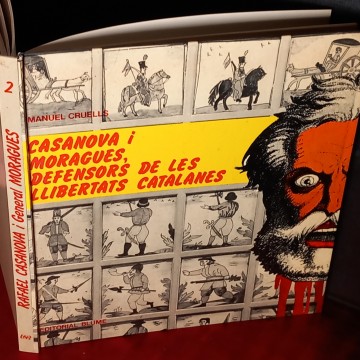 2
RAFAEL CASANOVA i General MORAGUES
MANUEL CRUELLS
CASANOVA i
MORAGUES,
DEFENSORS DE LES
LLIBERTATS CATALANES
EDITORIAL BLUME